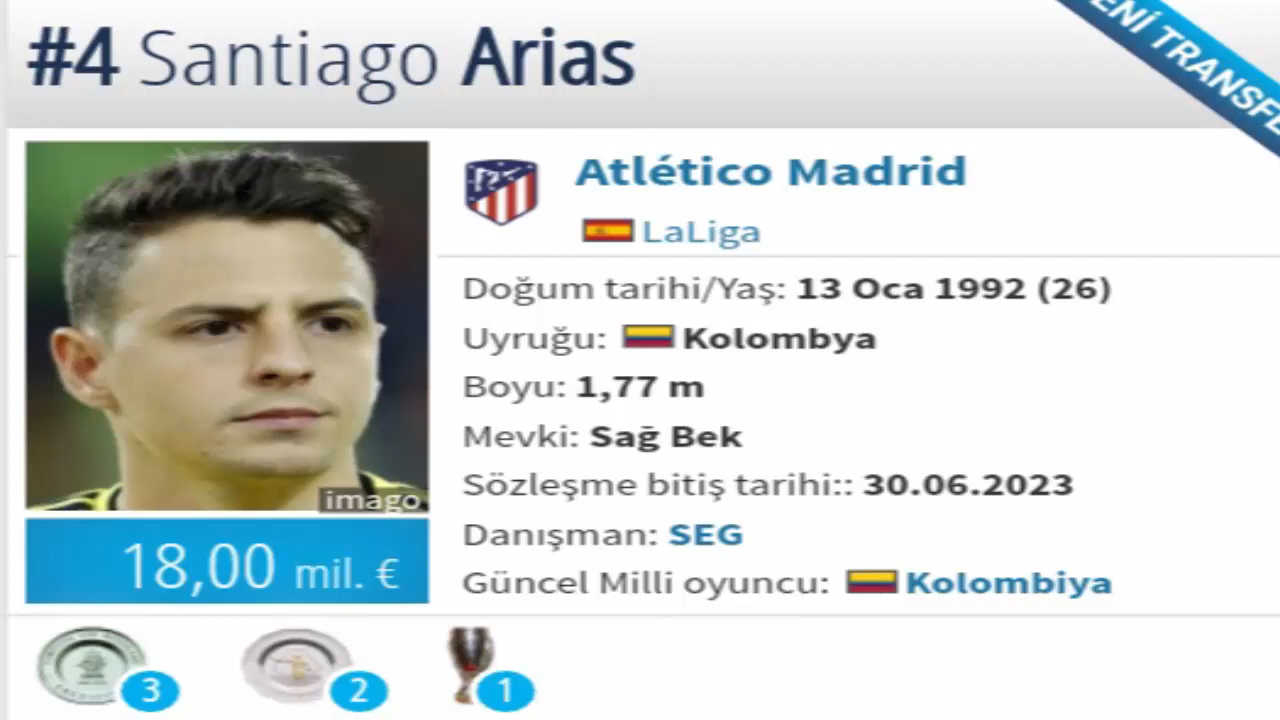 #4 Santiago Arias
ENİ TRANSFE
Atlético Madrid
LaLiga
Doğum tarihi/Yaş: 13 Oca 1992 (26)
Uyruğu: Kolombya
Boyu: 1,77 m
Mevki: Sağ Bek
Sözleşme bitiş tarihi:: 30.06.2023
Danışman: SEG
Güncel Milli oyuncu: Kolombiya
imago
18,00 mil. €
3 2 1